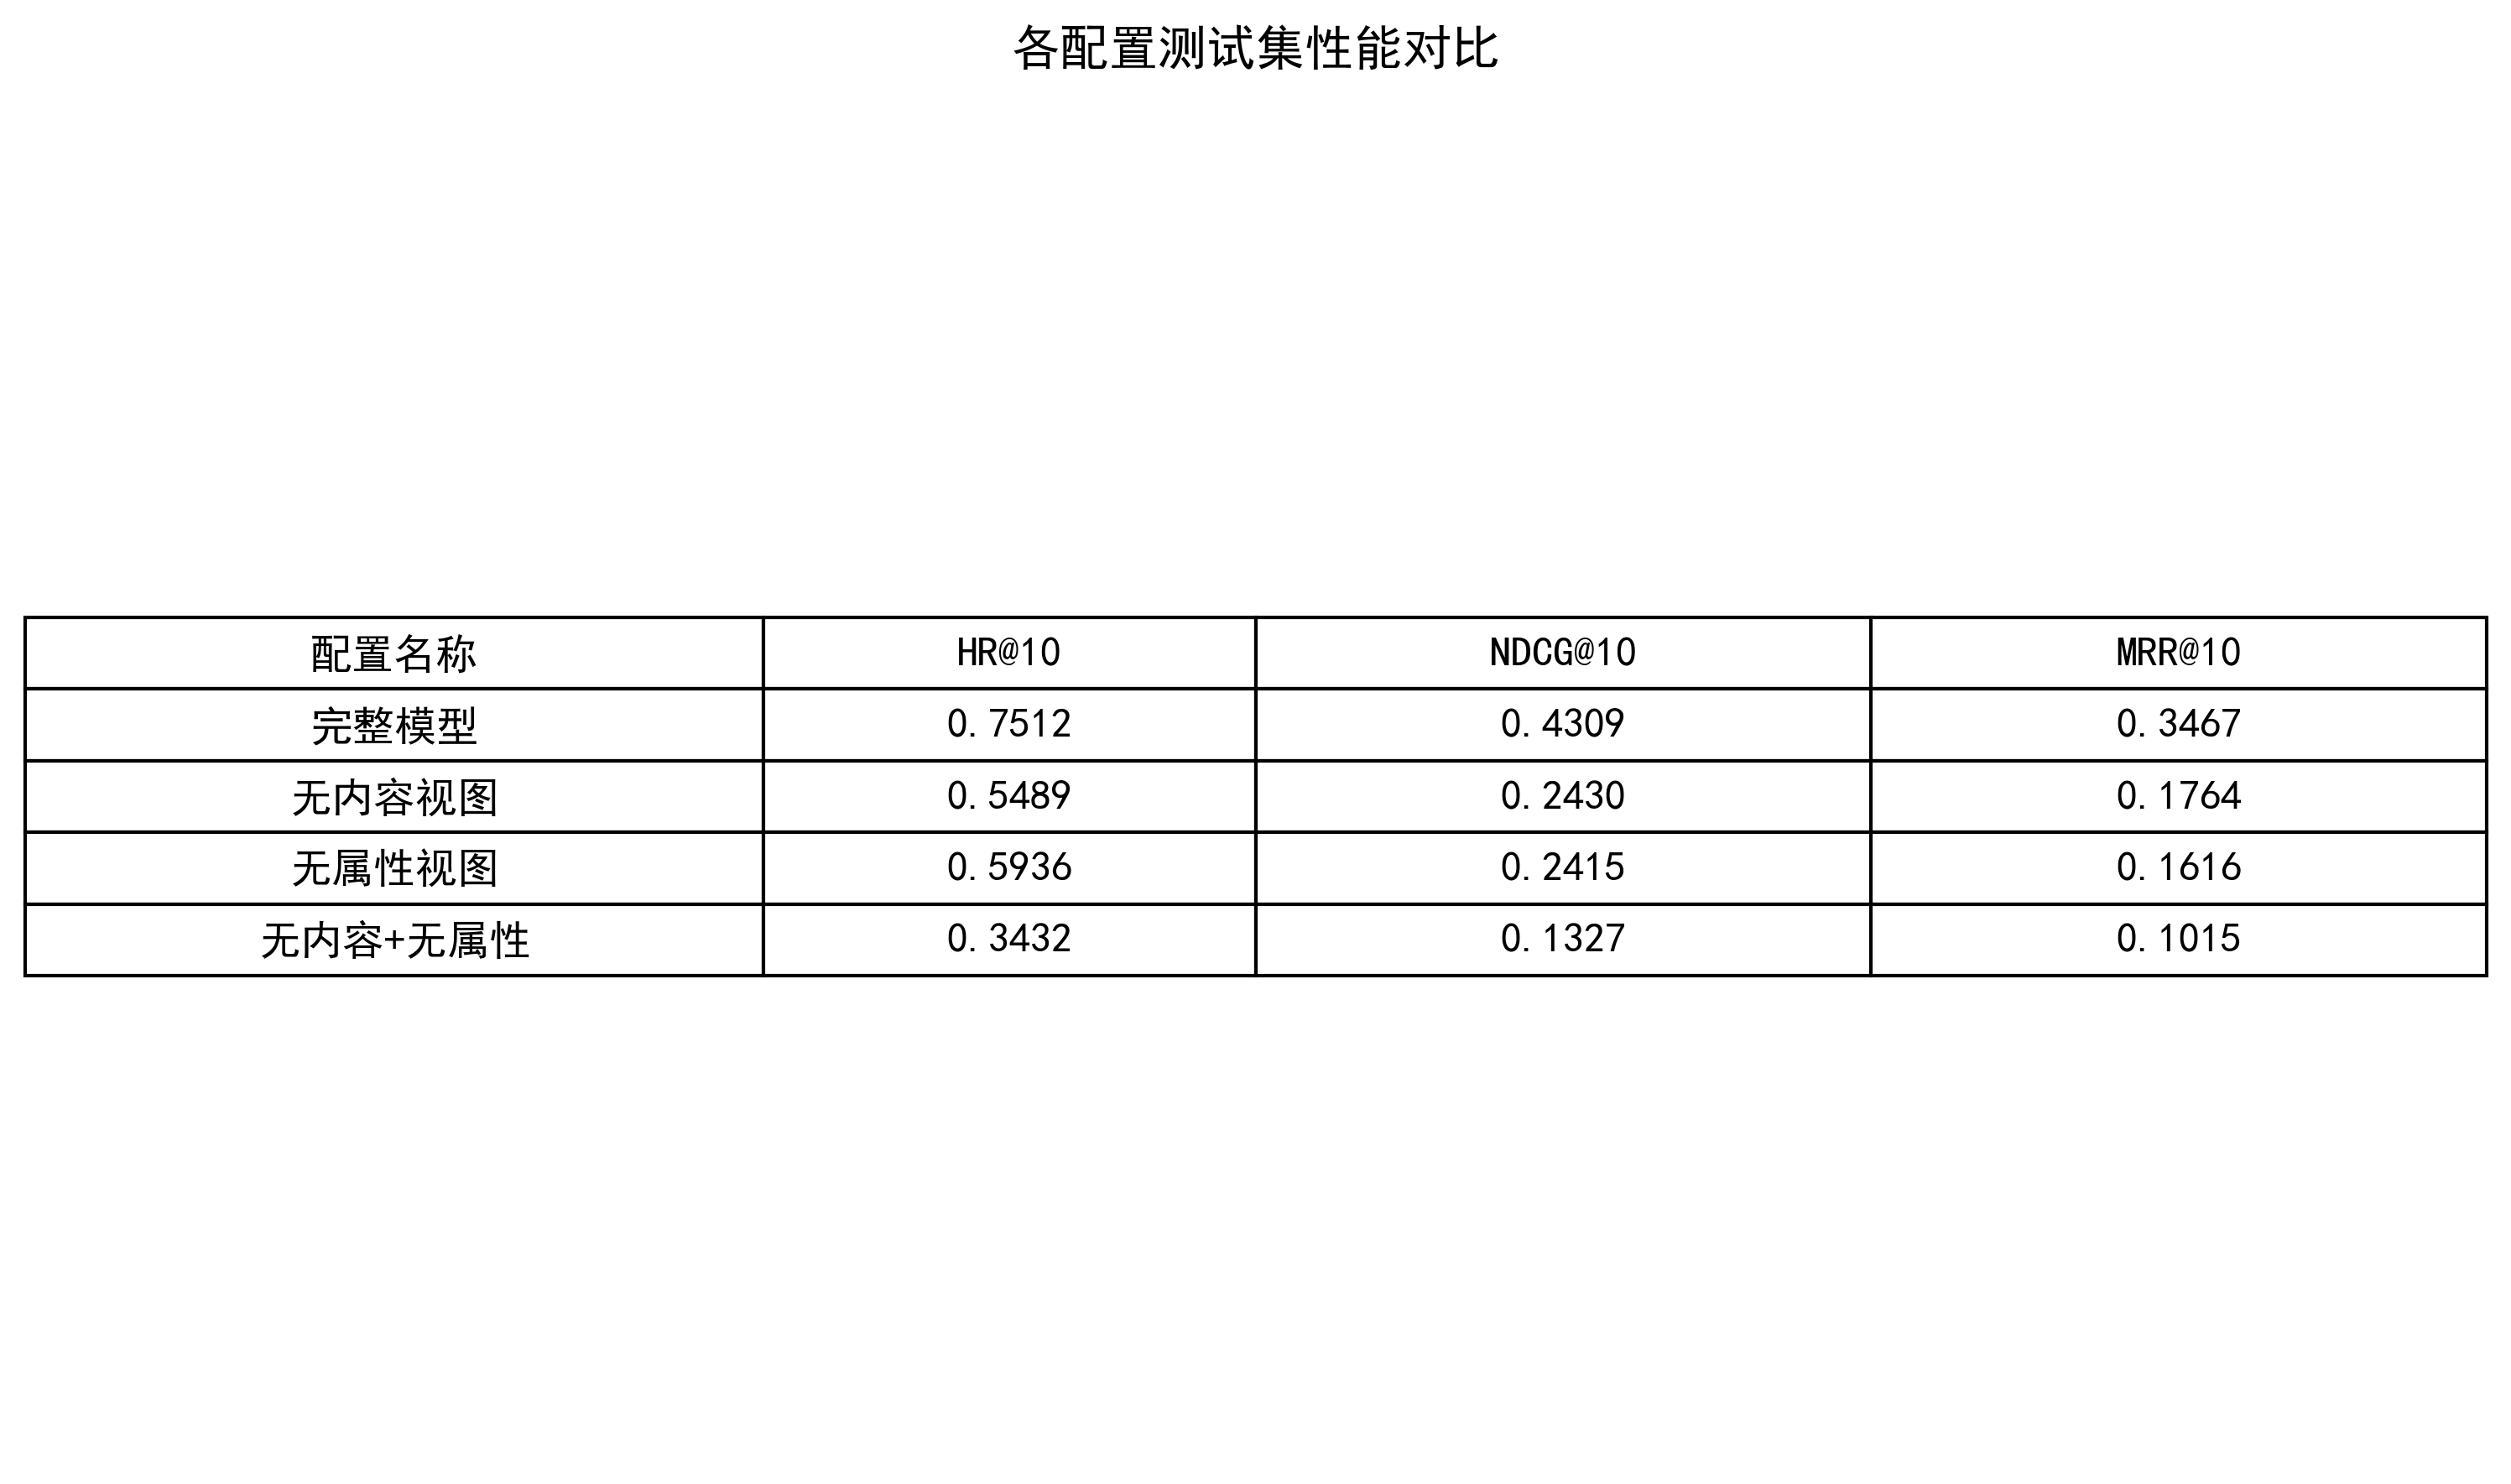 各配置测试集性能对比
配置名称 HR@10 NDCG@10 MRR@10
完整模型 0.7512 0.4309 0.3467
无内容视图 0.5489 0.2430 0.1764
无属性视图 0.5936 0.2415 0.1616
无内容+无属性 0.3432 0.1327 0.1015